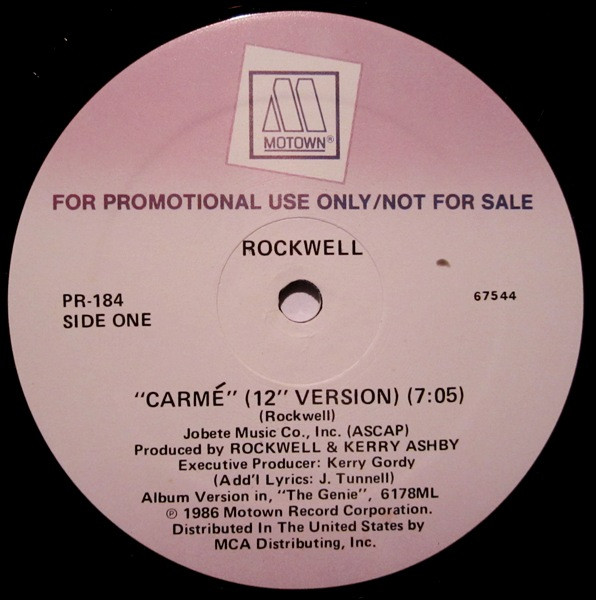 MOTOWN®
FOR PROMOTIONAL USE ONLY/NOT FOR SALE
ROCKWELL
PR-184
SIDE ONE
67544
"CARMÉ" (12" VERSION) (7:05)
(Rockwell)
Jobete Music Co., Inc. (ASCAP)
Produced by ROCKWELL & KERRY ASHBY
Executive Producer: Kerry Gordy
(Add'l Lyrics: J. Tunnell)
Album Version in, "The Genie", 6178ML
℗ 1986 Motown Record Corporation.
Distributed In The United States by
MCA Distributing, Inc.